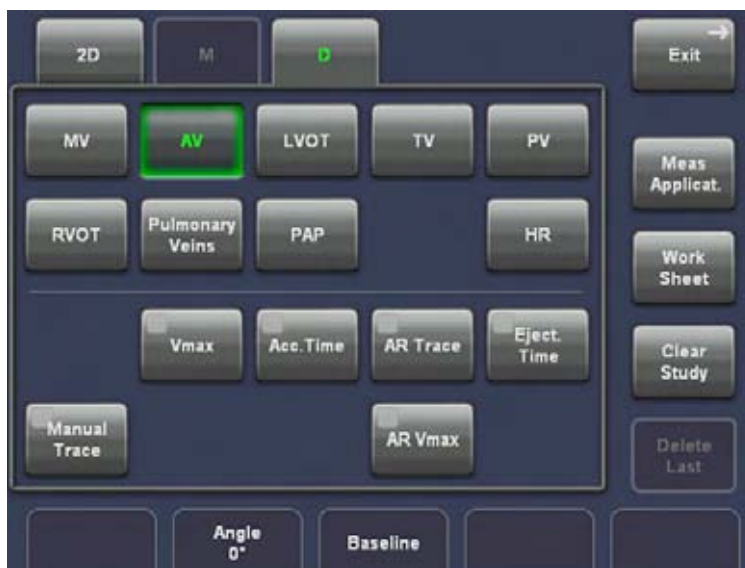 2D M D Exit
MV AV LVOT TV PV
Meas
Applicat.
RVOT Pulmonary
Veins PAP HR
Work
Sheet
Vmax Acc.Time AR Trace Eject.
Time
Clear
Study
Manual
Trace AR Vmax
Delete
Last
Angle
0°
Baseline